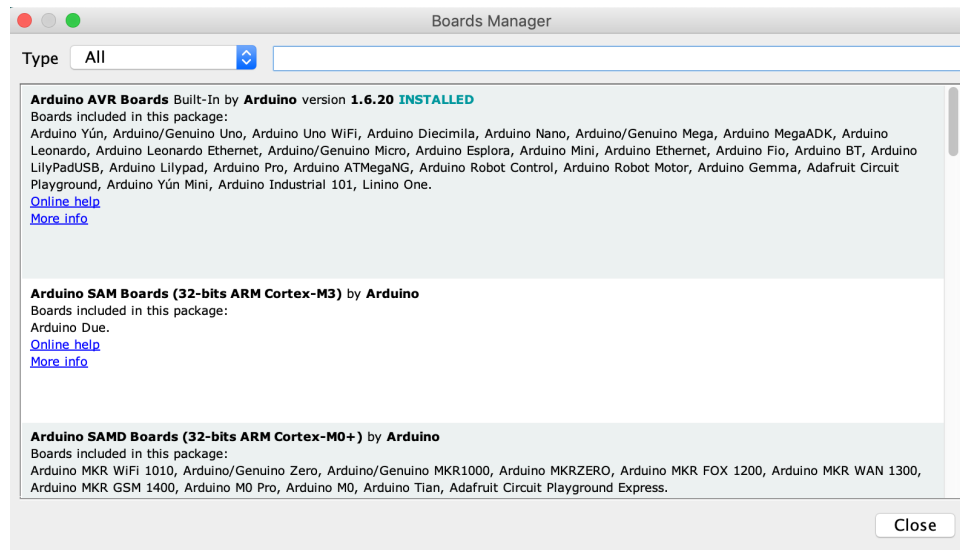 Boards Manager
Type All
Arduino AVR Boards Built-In by Arduino version 1.6.20 INSTALLED
Boards included in this package:
Arduino Yún, Arduino/Genuino Uno, Arduino Uno WiFi, Arduino Diecimila, Arduino Nano, Arduino/Genuino Mega, Arduino MegaADK, Arduino
Leonardo, Arduino Leonardo Ethernet, Arduino/Genuino Micro, Arduino Esplora, Arduino Mini, Arduino Ethernet, Arduino Fio, Arduino BT, Arduino
LilyPadUSB, Arduino Lilypad, Arduino Pro, Arduino ATMegaNG, Arduino Robot Control, Arduino Robot Motor, Arduino Gemma, Adafruit Circuit
Playground, Arduino Yún Mini, Arduino Industrial 101, Linino One.
Online help
More info
Arduino SAM Boards (32-bits ARM Cortex-M3) by Arduino
Boards included in this package:
Arduino Due.
Online help
More info
Arduino SAMD Boards (32-bits ARM Cortex-M0+) by Arduino
Boards included in this package:
Arduino MKR WiFi 1010, Arduino/Genuino Zero, Arduino/Genuino MKR1000, Arduino MKRZERO, Arduino MKR FOX 1200, Arduino MKR WAN 1300,
Arduino MKR GSM 1400, Arduino M0 Pro, Arduino M0, Arduino Tian, Adafruit Circuit Playground Express.
Close